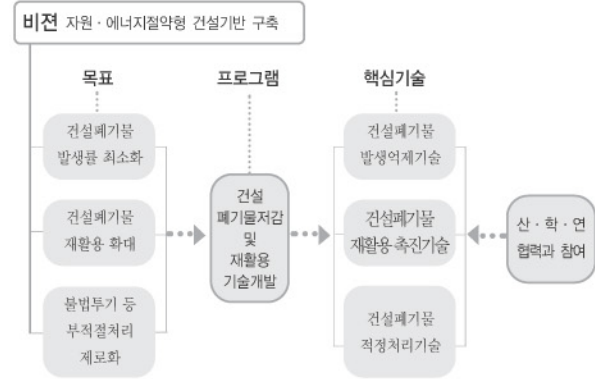 비젼 자원 · 에너지절약형 건설기반 구축
목표
프로그램
핵심기술
건설폐기물
발생률 최소화
건설폐기물
재활용 확대
불법투기 등
부적절처리
제로화
건설
폐기물저감
및
재활용
기술개발
건설폐기물
발생억제기술
건설폐기물
재활용 촉진기술
건설폐기물
적정처리기술
산 · 학 · 연
협력과 참여